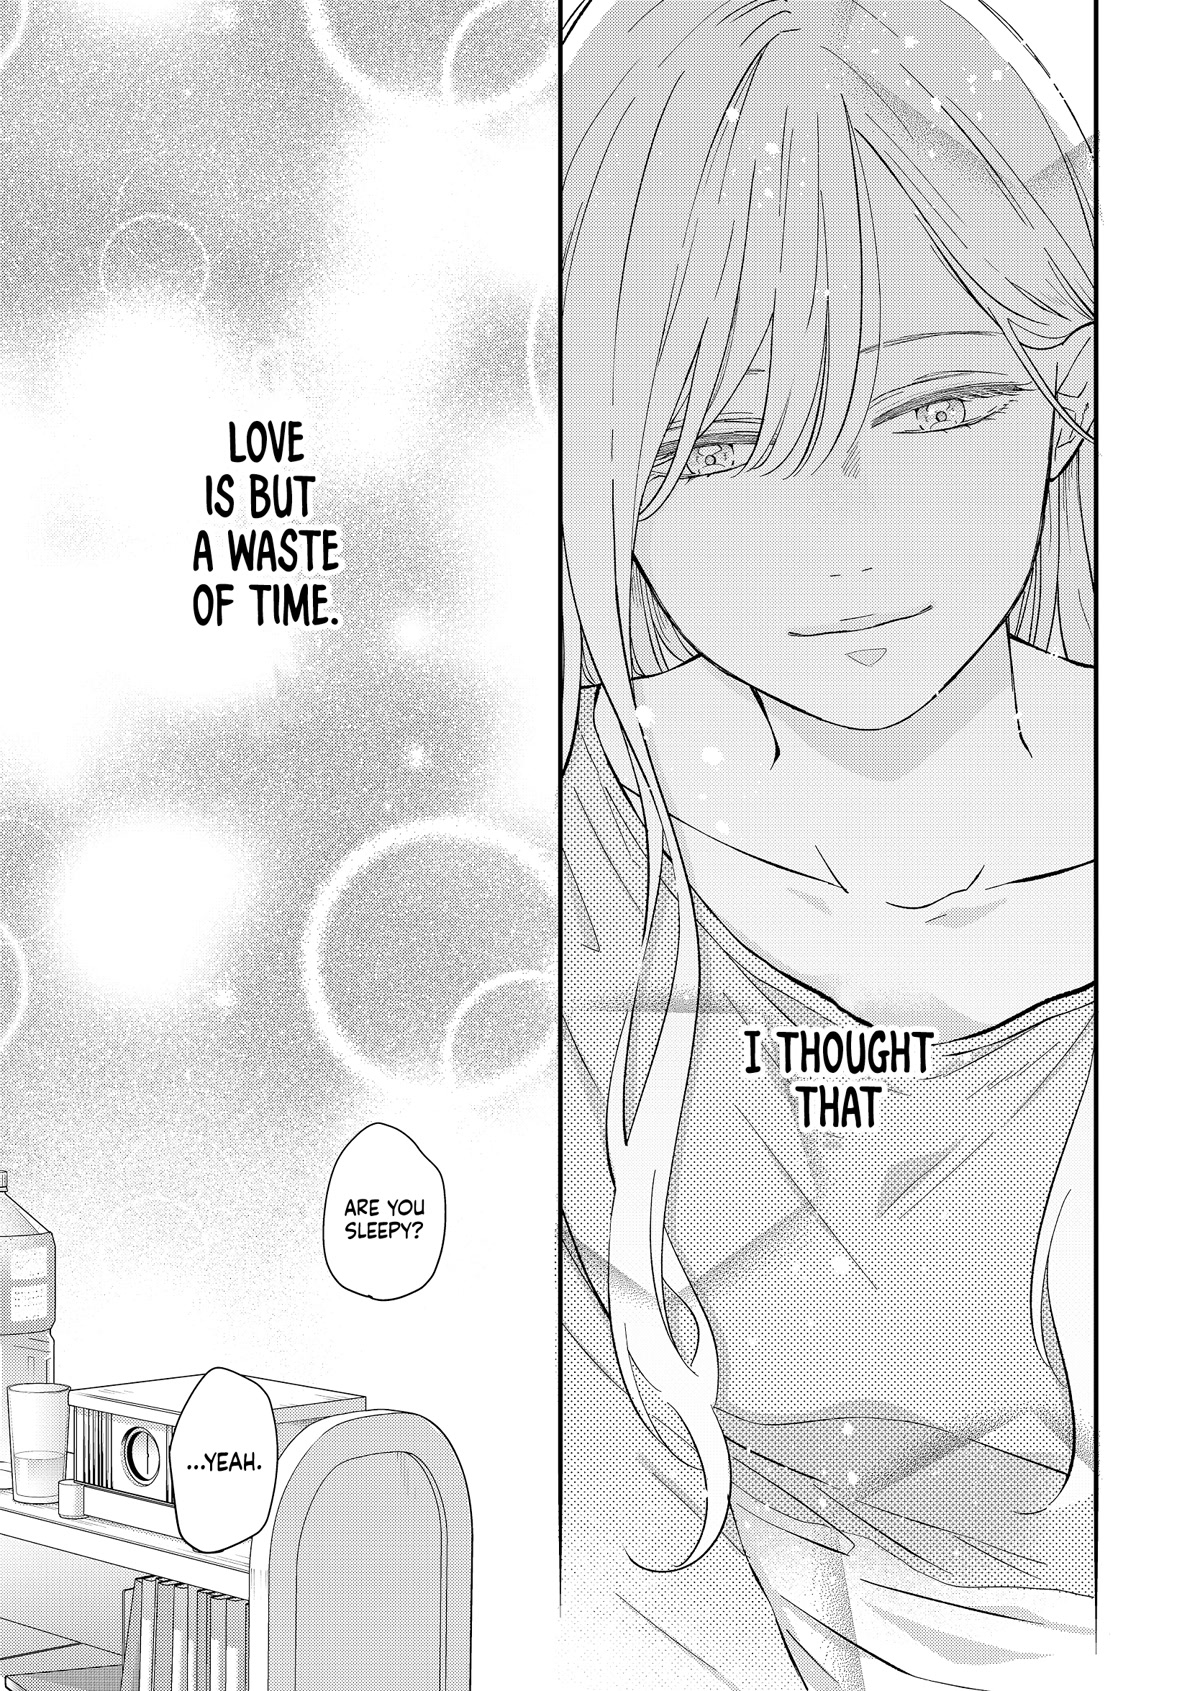 I THOUGHT
THAT
LOVE
IS BUT
A WASTE
OF TIME.
ARE YOU
SLEEPY?
...YEAH.